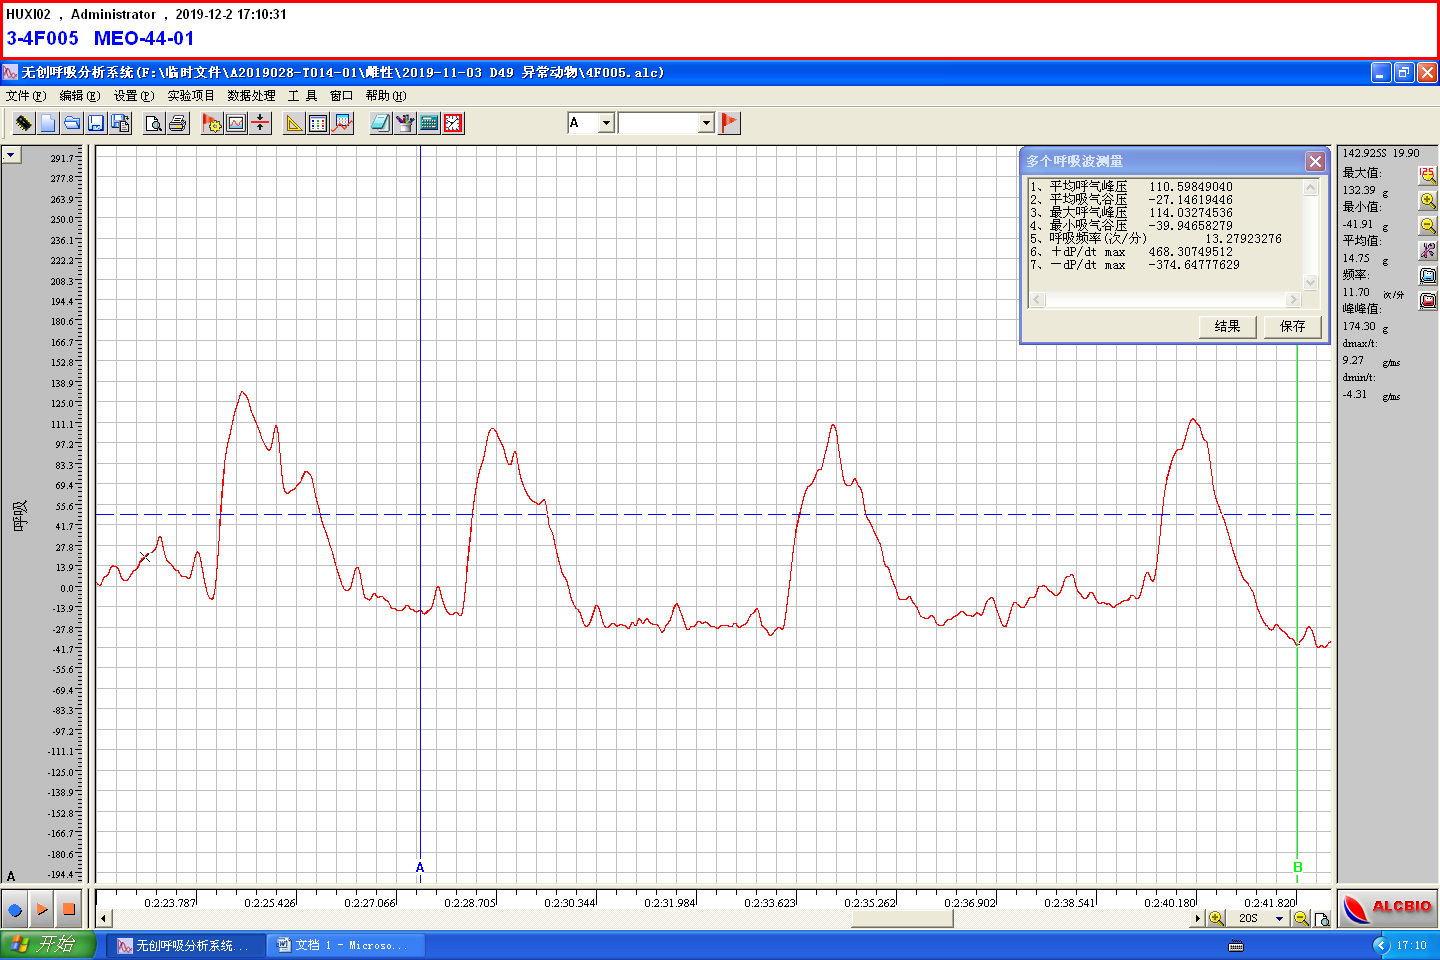 HUXI02 , Administrator , 2019-12-2 17:10:31
3-4F005 MEO-44-01
无创呼吸分析系统(F:\临时文件\A2019028-T014-01\雌性\2019-11-03 D49 异常动物\4F005.alc)
文件(F) 编辑(E) 设置(P) 实验项目 数据处理 工 具 窗口 帮助(H)
A
多个呼吸波测量
1、平均呼气峰压 110.59849040
2、平均吸气谷压 -27.14619446
3、最大呼气峰压 114.03274536
4、最小吸气谷压 -39.94658279
5、呼吸频率(次/分) 13.27923276
6、＋dP/dt max 468.30749512
7、－dP/dt max -374.64777629
结果 保存
142.925S 19.90
最大值:
132.39 g
最小值:
-41.91 g
平均值:
14.75 g
频率:
11.70 次/分
峰峰值:
174.30 g
dmax/t:
9.27 g/ms
dmin/t:
-4.31 g/ms
125
291.7
277.8
263.9
250.0
236.1
222.2
208.3
194.4
180.6
166.7
152.8
138.9
125.0
111.1
97.2
83.3
69.4
55.6
41.7
27.8
13.9
0.0
-13.9
-27.8
-41.7
-55.6
-69.4
-83.3
-97.2
-111.1
-125.0
-138.9
-152.8
-166.7
-180.6
-194.4
呼吸
A
A
B
0:2:23.787 0:2:25.426 0:2:27.066 0:2:28.705 0:2:30.344 0:2:31.984 0:2:33.623 0:2:35.262 0:2:36.902 0:2:38.541 0:2:40.180 0:2:41.820
20S
ALCBIO
开始 无创呼吸分析系统... 文档 1 - Microso... 17:10